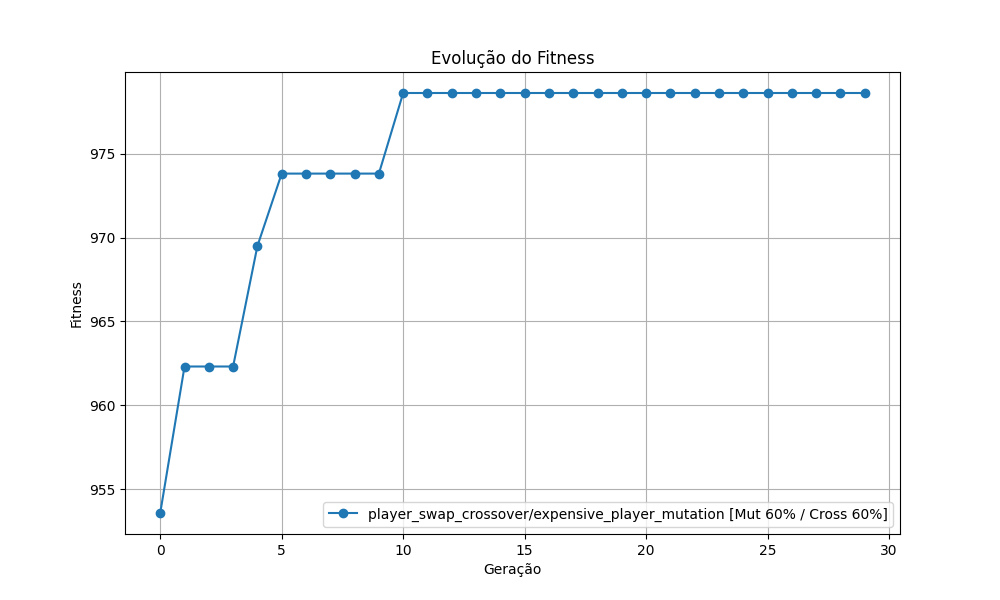 Evolução do Fitness
Fitness
975
970
965
960
955
player_swap_crossover/expensive_player_mutation [Mut 60% / Cross 60%]
0 5 10 15 20 25 30
Geração